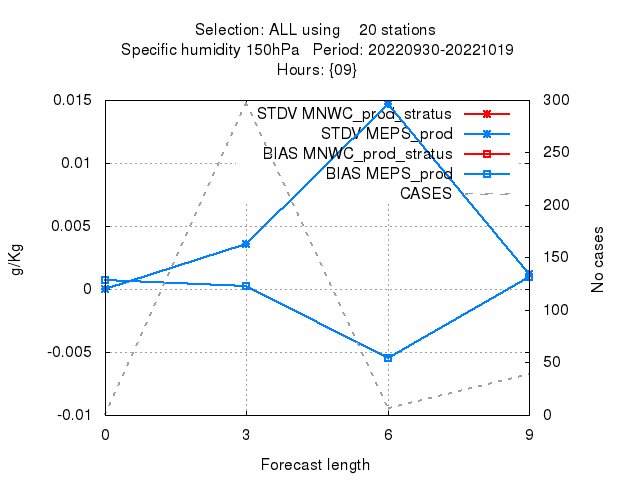 Selection: ALL using    20 stations
Specific humidity 150hPa   Period: 20220930-20221019
Hours: {09}
0.015
0.01
0.005
0
-0.005
-0.01
g/Kg
STDV MNWC_prod_stratus
STDV MEPS_prod
BIAS MNWC_prod_stratus
BIAS MEPS_prod
CASES
300
250
200
150
100
50
0
No cases
0 3 6 9
Forecast length